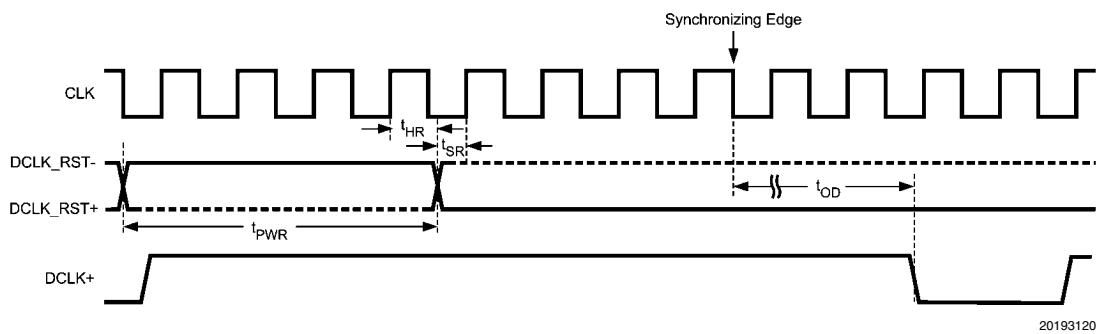 Synchronizing Edge
CLK
tHR
tSR
DCLK_RST-
DCLK_RST+
tOD
tPWR
DCLK+
20193120